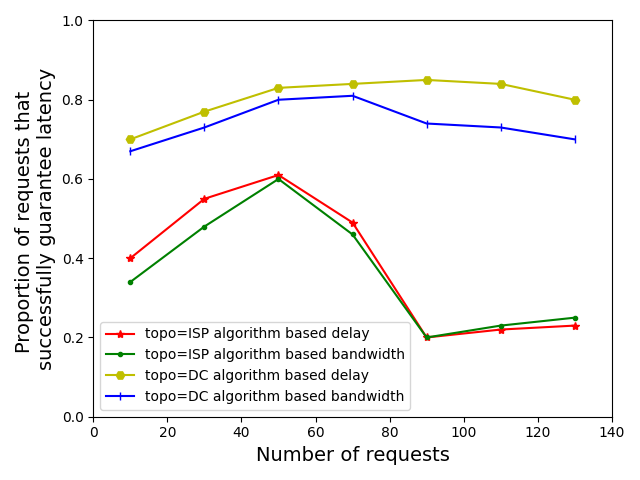 Proportion of requests that
successfully guarantee latency
1.0
0.8
0.6
0.4
0.2
0.0
topo=ISP algorithm based delay
topo=ISP algorithm based bandwidth
topo=DC algorithm based delay
topo=DC algorithm based bandwidth
0 20 40 60 80 100 120 140
Number of requests